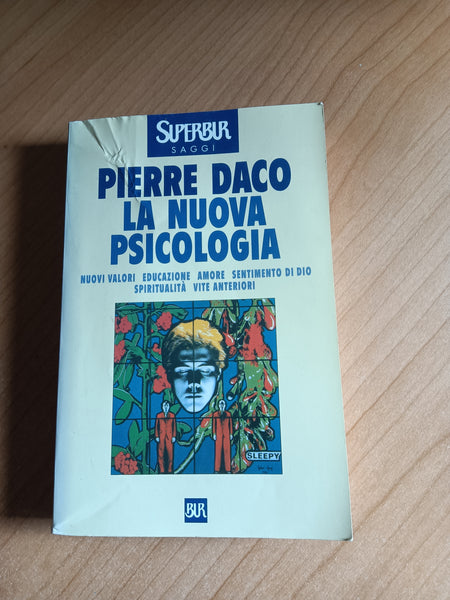 SUPERBUR
SAGGI
PIERRE DACO
LA NUOVA
PSICOLOGIA
NUOVI VALORI EDUCAZIONE AMORE SENTIMENTO DI DIO
SPIRITUALITÀ VITE ANTERIORI
SLEEPY
BUR